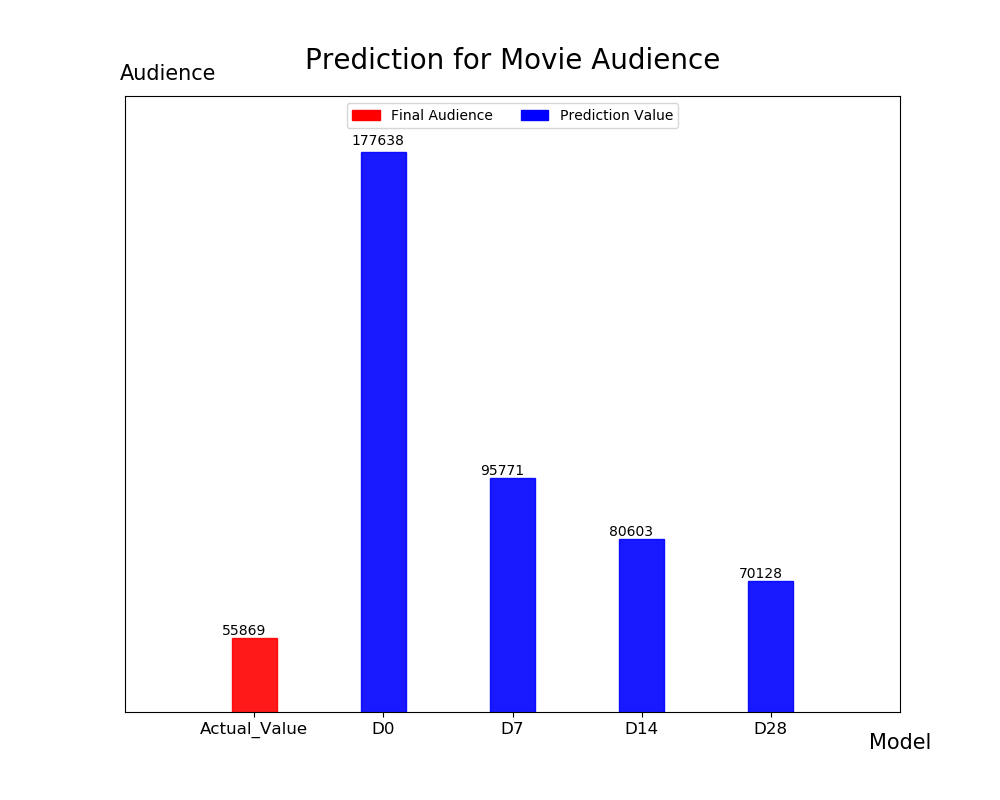 Prediction for Movie Audience
Audience
Final Audience
Prediction Value
177638
95771
80603
70128
55869
Actual_Value
D0
D7
D14
D28
Model